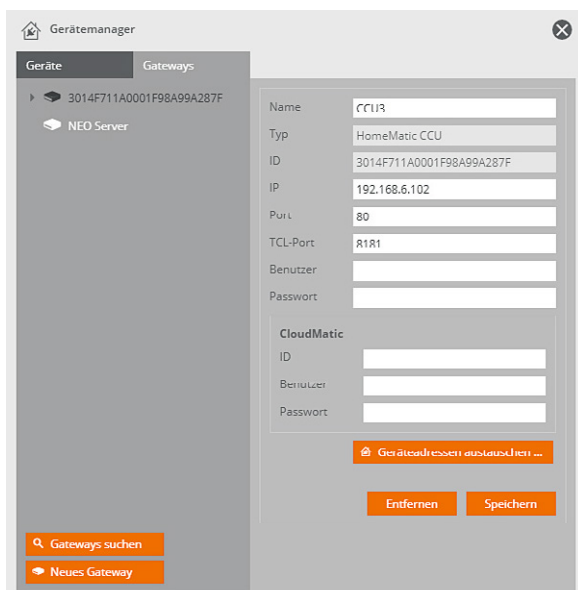 Gerätemanager
Geräte
Gateways
3014F711A0001F98A99A287F
NEO Server
Name CCU3
Typ HomeMatic CCU
ID 3014F711A0001F98A99A287F
IP 192.168.6.102
Port 80
TCL-Port 8181
Benutzer
Passwort
CloudMatic
ID
Benutzer
Passwort
Geräteadressen austauschen ...
Entfernen
Speichern
Gateways suchen
Neues Gateway